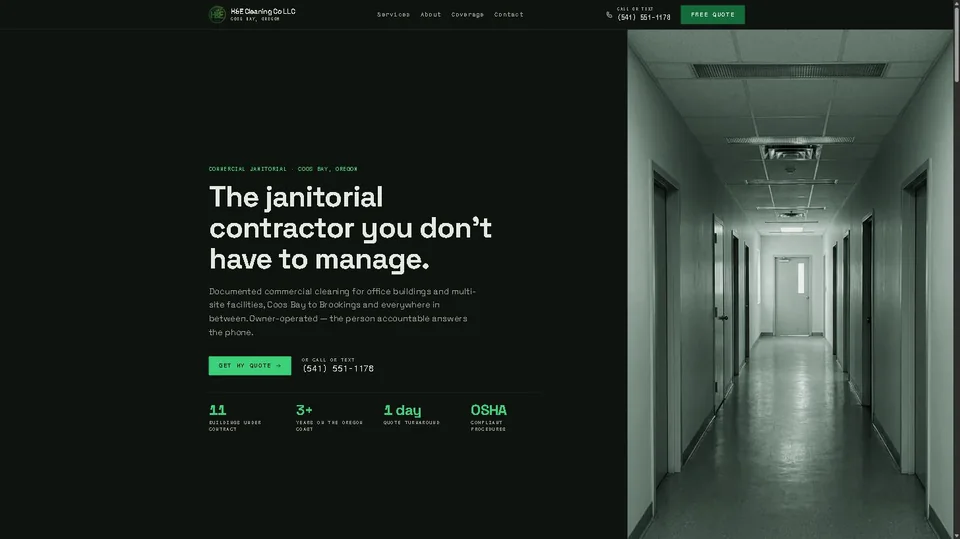 H&E Cleaning Co LLC
COOS BAY, OREGON
Services About Coverage Contact
CALL OR TEXT
(541) 551-1178
FREE QUOTE
COMMERCIAL JANITORIAL · COOS BAY, OREGON
The janitorial
contractor you don't
have to manage.
Documented commercial cleaning for office buildings and multi-
site facilities, Coos Bay to Brookings and everywhere in
between. Owner-operated — the person accountable answers
the phone.
GET MY QUOTE →
OR CALL OR TEXT
(541) 551-1178
11
BUILDINGS UNDER
CONTRACT
3+
YEARS ON THE OREGON
COAST
1 day
QUOTE TURNAROUND
OSHA
COMPLIANT
PROCEDURES